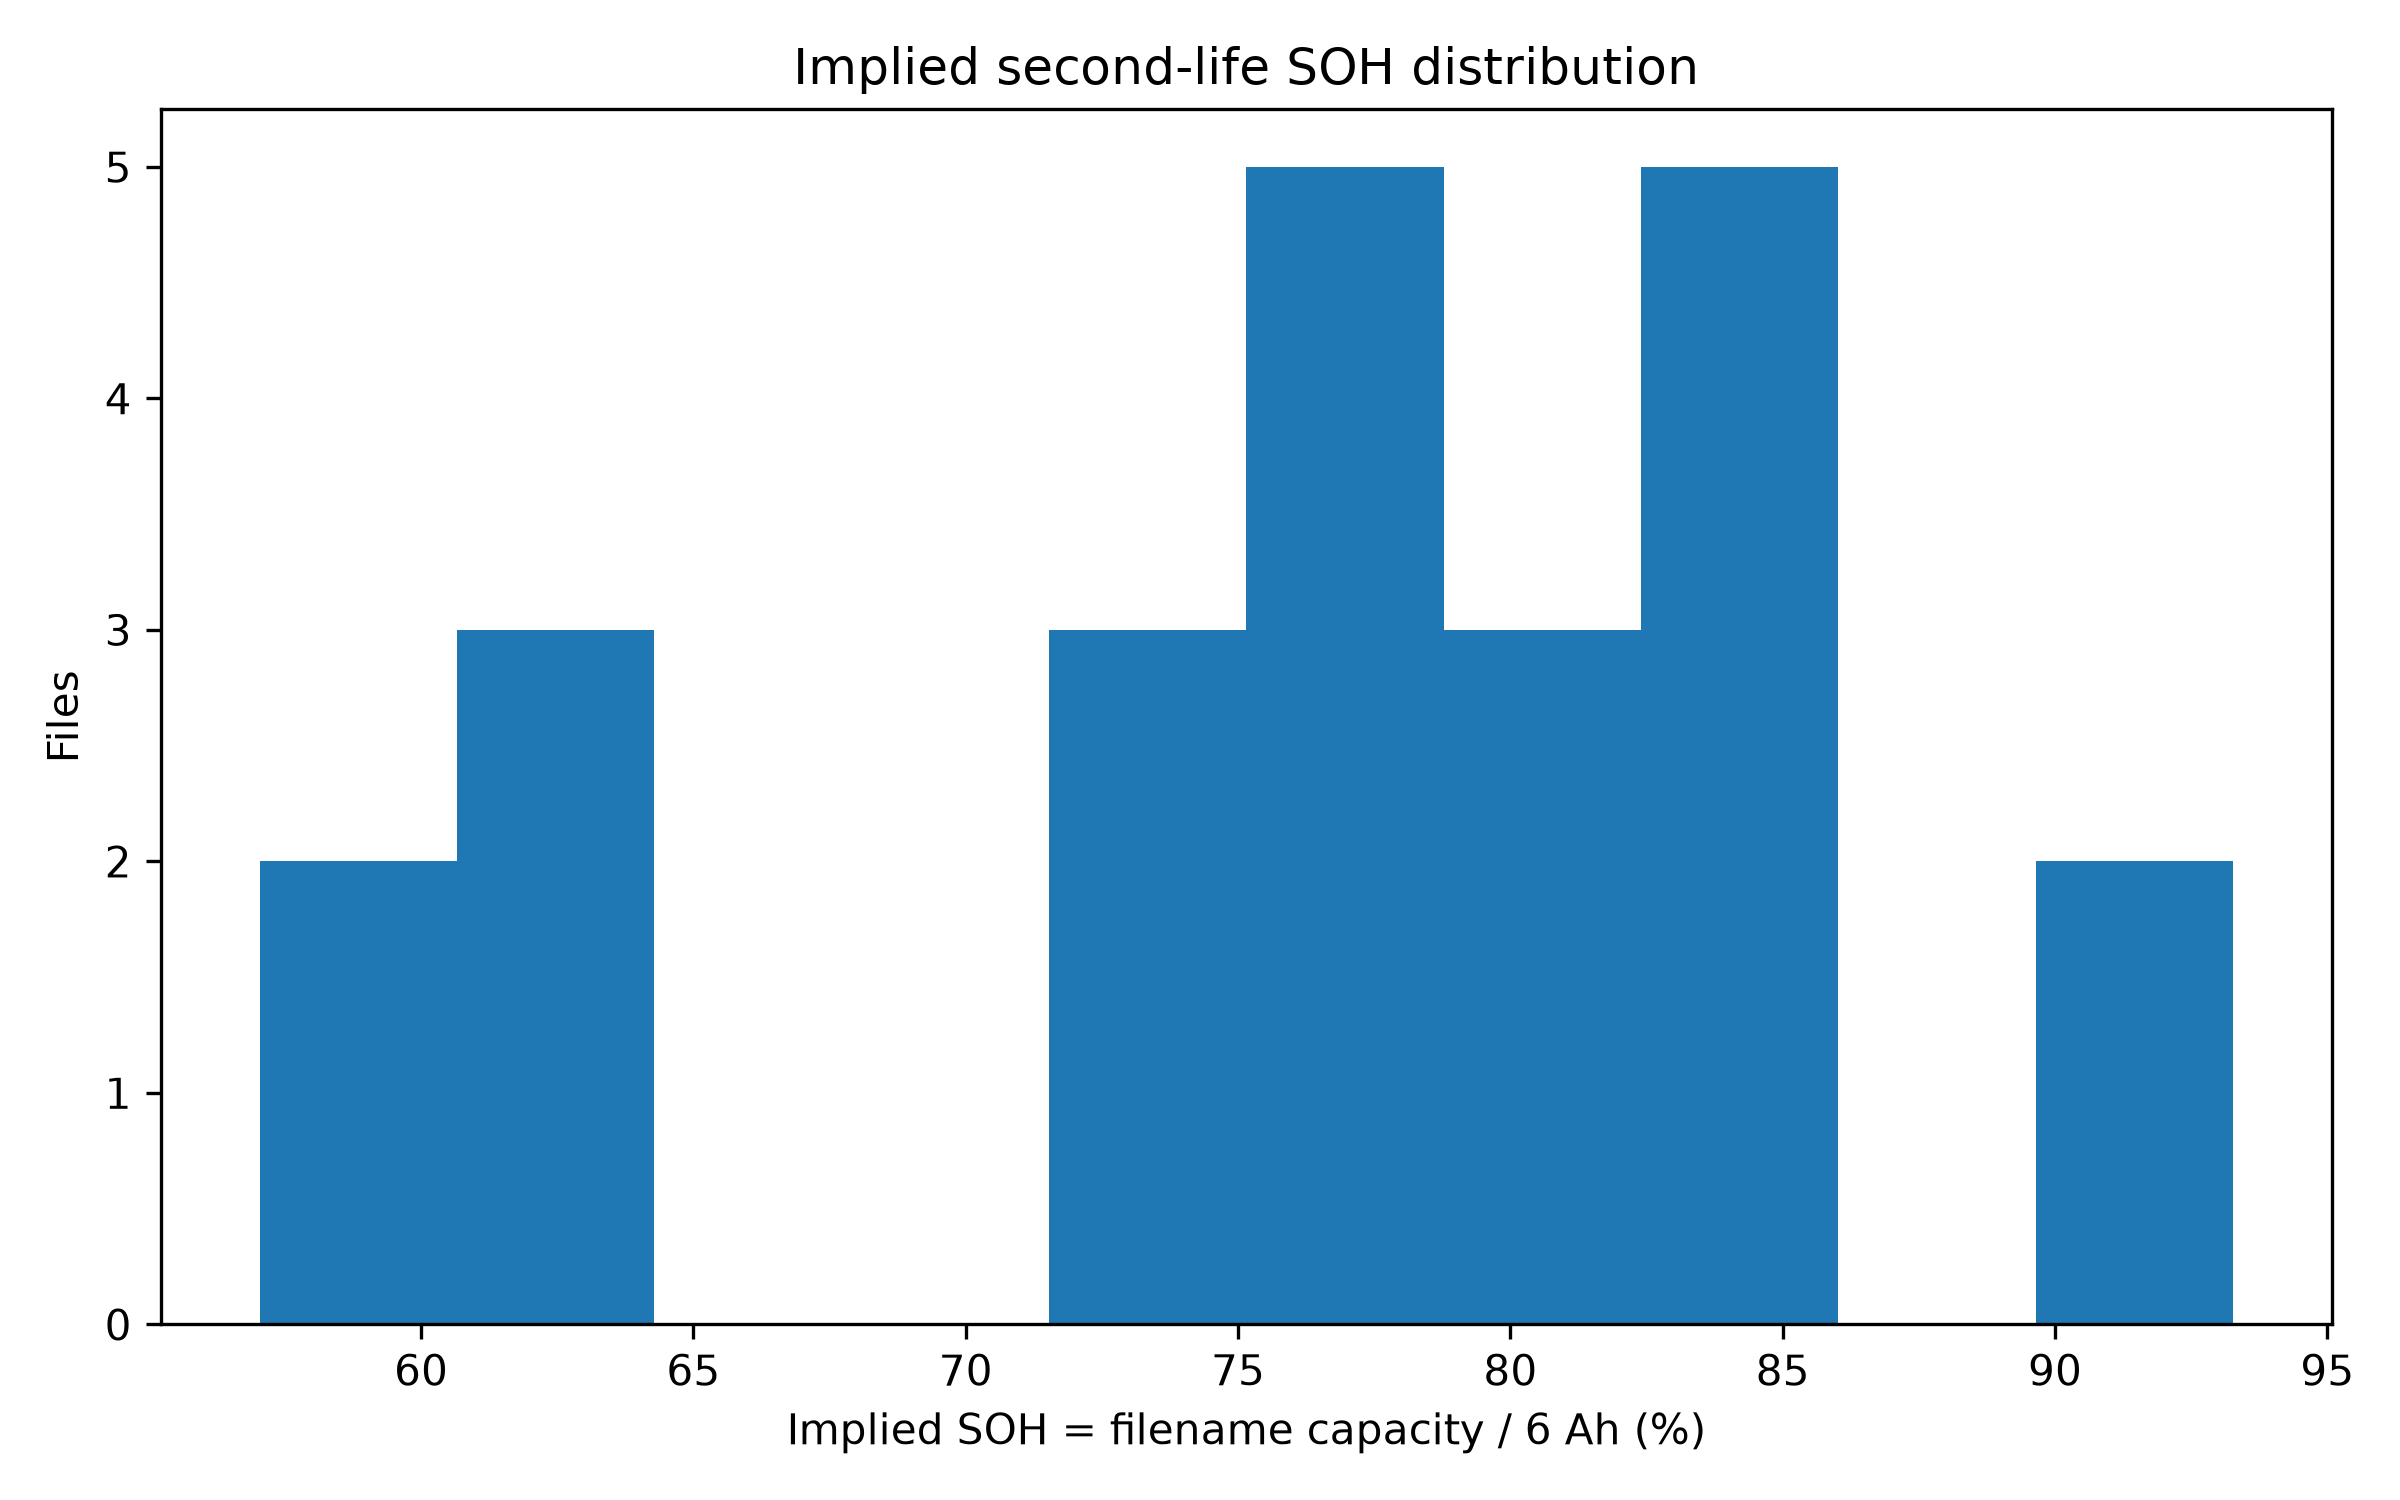 Implied second-life SOH distribution
5
4
3
2
1
0
Files
60 65 70 75 80 85 90 95
Implied SOH = filename capacity / 6 Ah (%)